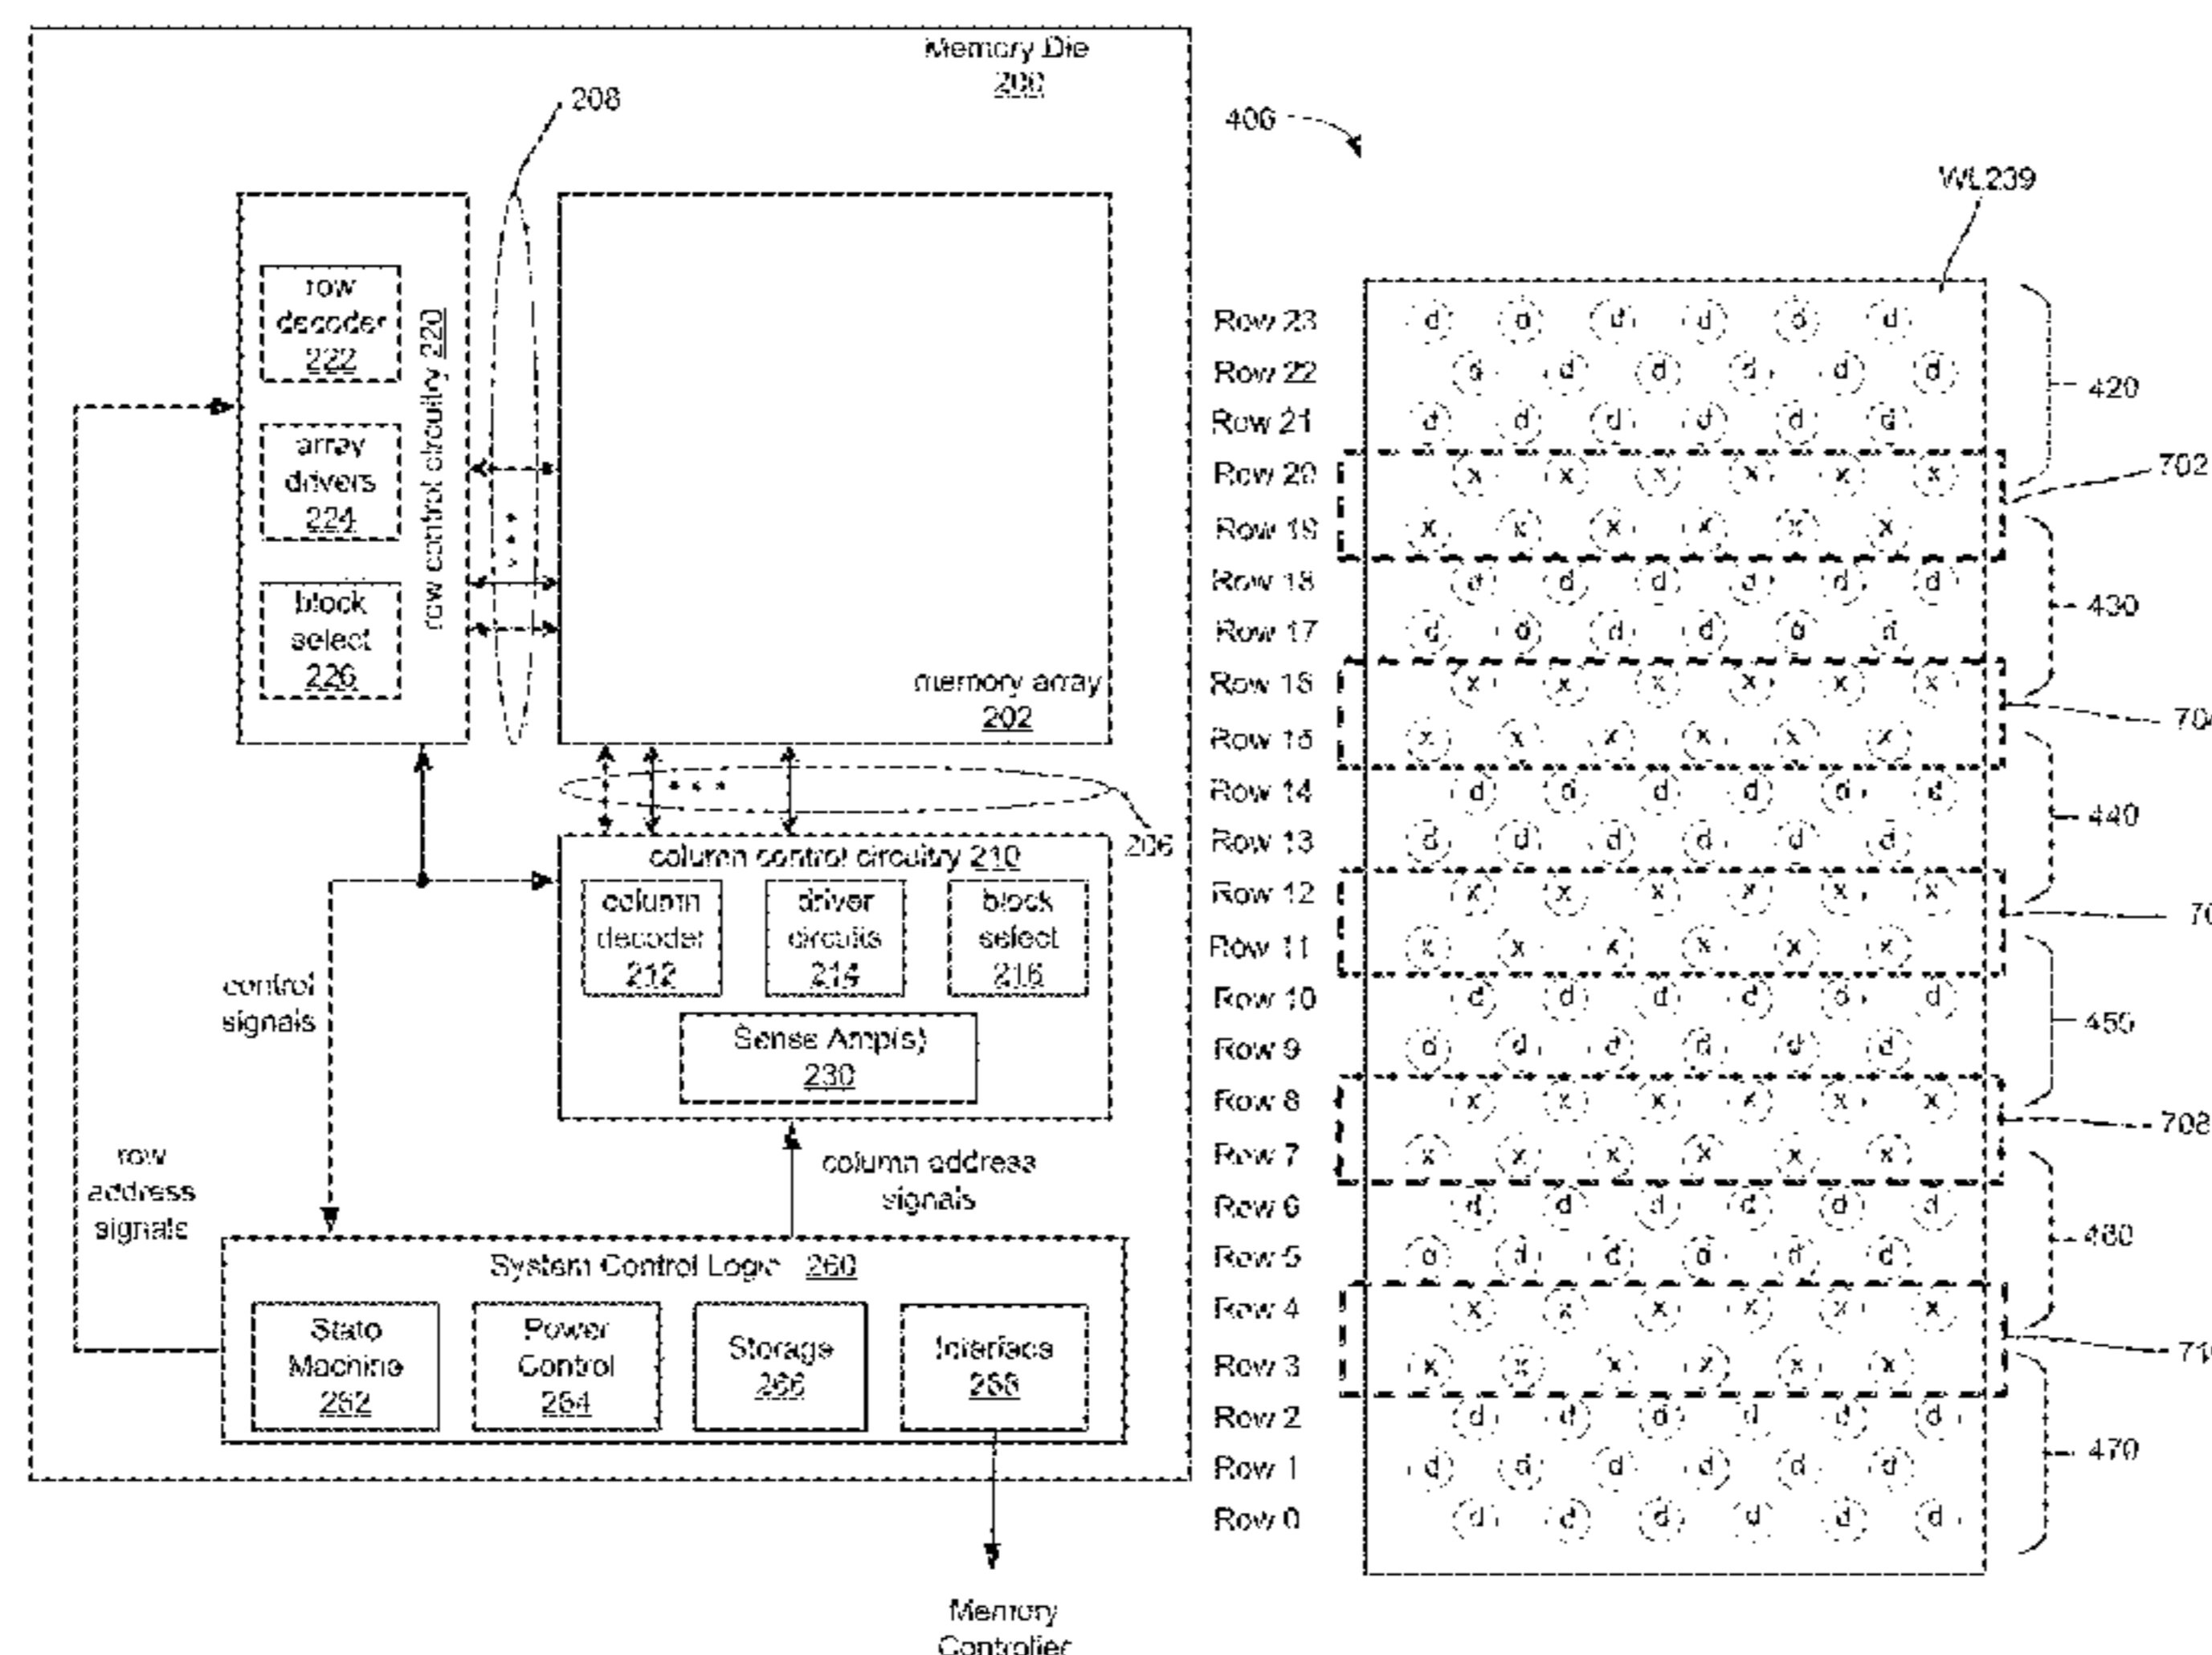 Memory Die
200
208
row
decoder
222
array
drivers
224
block
select
226
row control circuitry 220
memory array
202
206
column control circuitry 210
column
decoder
212
driver
circuits
214
block
select
216
Sense Amp(s)
230
control
signals
row
address
signals
column address
signals
System Control Logic 260
State
Machine
262
Power
Control
264
Storage
266
Interface
268
Memory
Controller
406
WL239
Row 23 d d d d d d
Row 22 d d d d d d
Row 21 d d d d d d
Row 20 x x x x x x
Row 19 x x x x x x
Row 18 d d d d d d
Row 17 d d d d d d
Row 16 x x x x x x
Row 15 x x x x x x
Row 14 d d d d d d
Row 13 d d d d d d
Row 12 x x x x x x
Row 11 x x x x x x
Row 10 d d d d d d
Row 9 d d d d d d
Row 8 x x x x x x
Row 7 x x x x x x
Row 6 d d d d d d
Row 5 d d d d d d
Row 4 x x x x x x
Row 3 x x x x x x
Row 2 d d d d d d
Row 1 d d d d d d
Row 0 d d d d d d
420
702
430
440
450
708
460
470